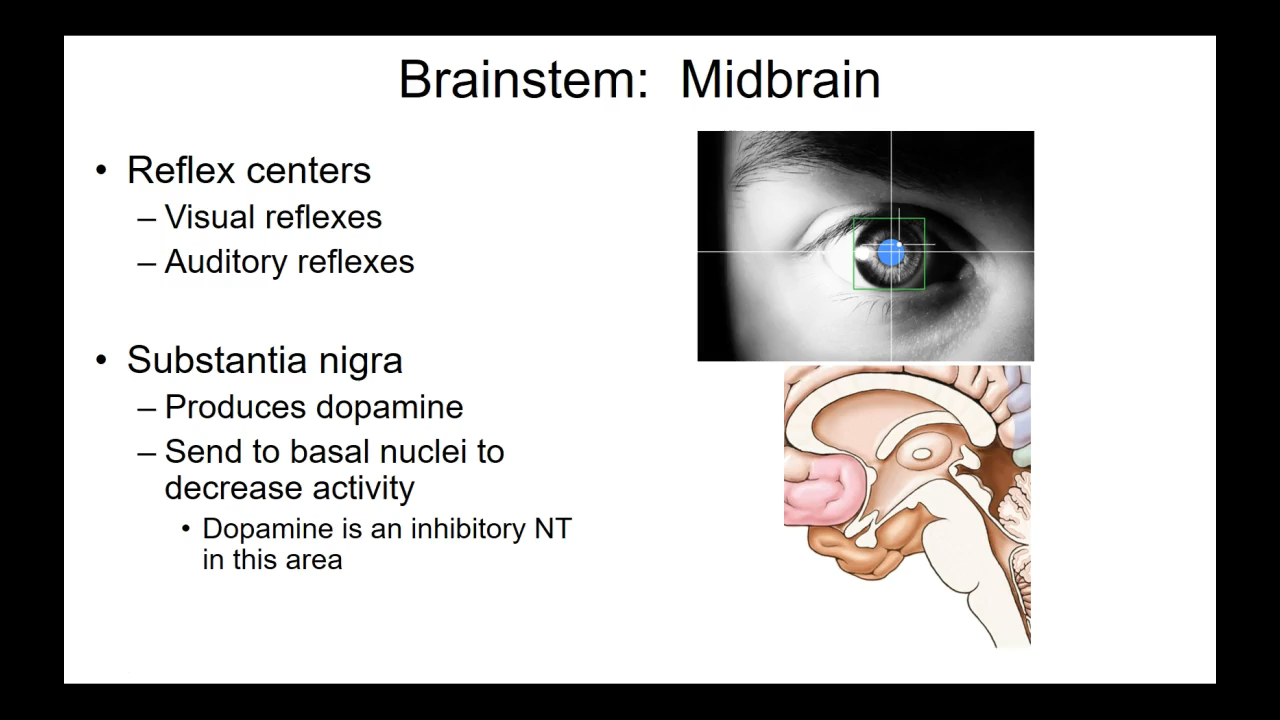 Brainstem:  Midbrain
• Reflex centers
– Visual reflexes
– Auditory reflexes
• Substantia nigra
– Produces dopamine
– Send to basal nuclei to
decrease activity
• Dopamine is an inhibitory NT
in this area